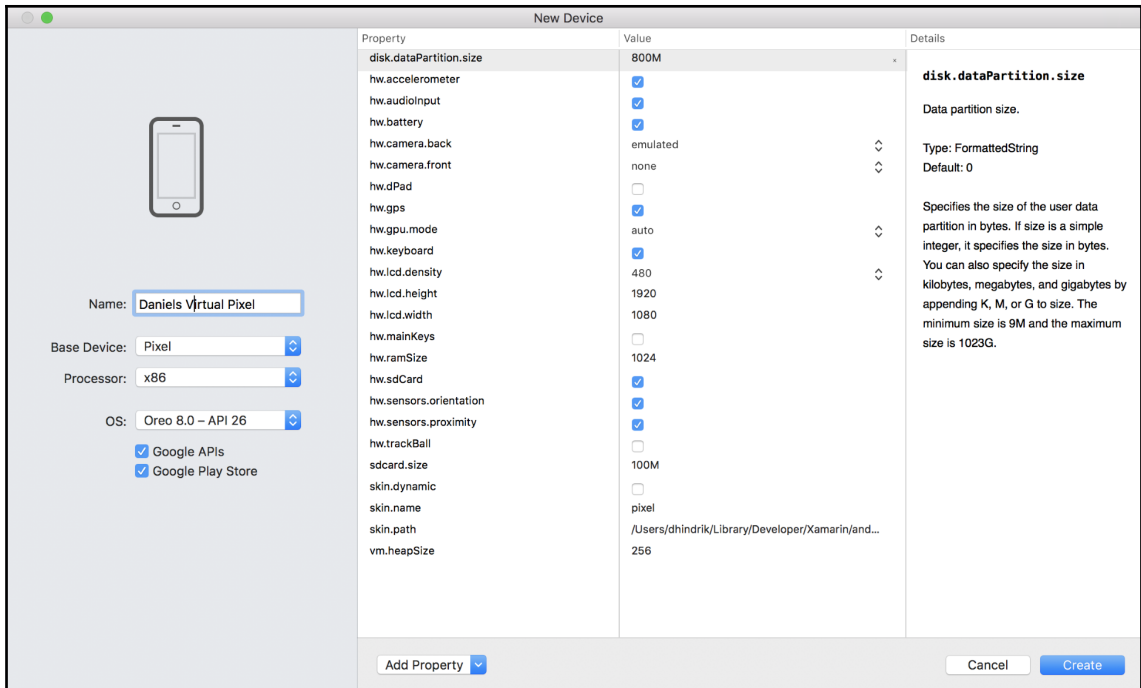 New Device
Name: Daniels Virtual Pixel
Base Device: Pixel
Processor: x86
OS: Oreo 8.0 – API 26
Google APIs
Google Play Store
Property Value
disk.dataPartition.size 800M
hw.accelerometer
hw.audioInput
hw.battery
hw.camera.back emulated
hw.camera.front none
hw.dPad
hw.gps
hw.gpu.mode auto
hw.keyboard
hw.lcd.density 480
hw.lcd.height 1920
hw.lcd.width 1080
hw.mainKeys
hw.ramSize 1024
hw.sdCard
hw.sensors.orientation
hw.sensors.proximity
hw.trackBall
sdcard.size 100M
skin.dynamic
skin.name pixel
skin.path /Users/dhindrik/Library/Developer/Xamarin/and...
vm.heapSize 256
Details
disk.dataPartition.size
Data partition size.
Type: FormattedString
Default: 0
Specifies the size of the user data
partition in bytes. If size is a simple
integer, it specifies the size in bytes.
You can also specify the size in
kilobytes, megabytes, and gigabytes by
appending K, M, or G to size. The
minimum size is 9M and the maximum
size is 1023G.
Add Property
Cancel Create